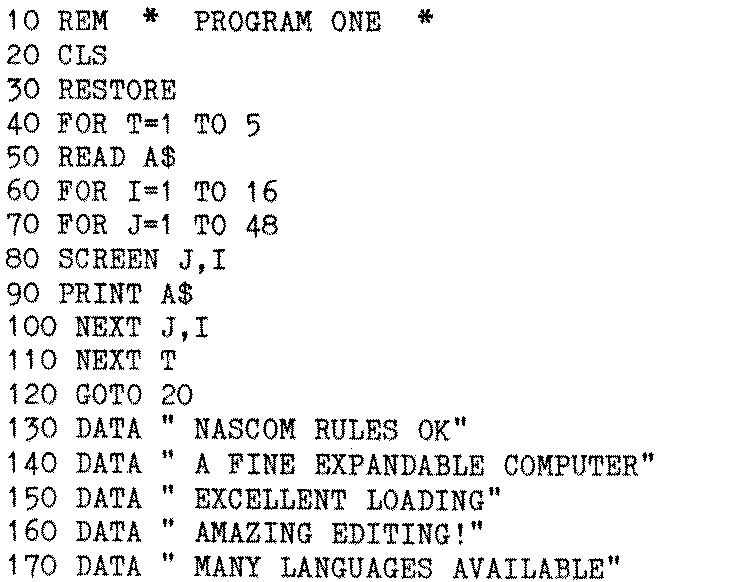 10 REM  *  PROGRAM ONE  *
20 CLS
30 RESTORE
40 FOR T=1 TO 5
50 READ A$
60 FOR I=1 TO 16
70 FOR J=1 TO 48
80 SCREEN J,I
90 PRINT A$
100 NEXT J,I
110 NEXT T
120 GOTO 20
130 DATA " NASCOM RULES OK"
140 DATA " A FINE EXPANDABLE COMPUTER"
150 DATA " EXCELLENT LOADING"
160 DATA " AMAZING EDITING!"
170 DATA " MANY LANGUAGES AVAILABLE"